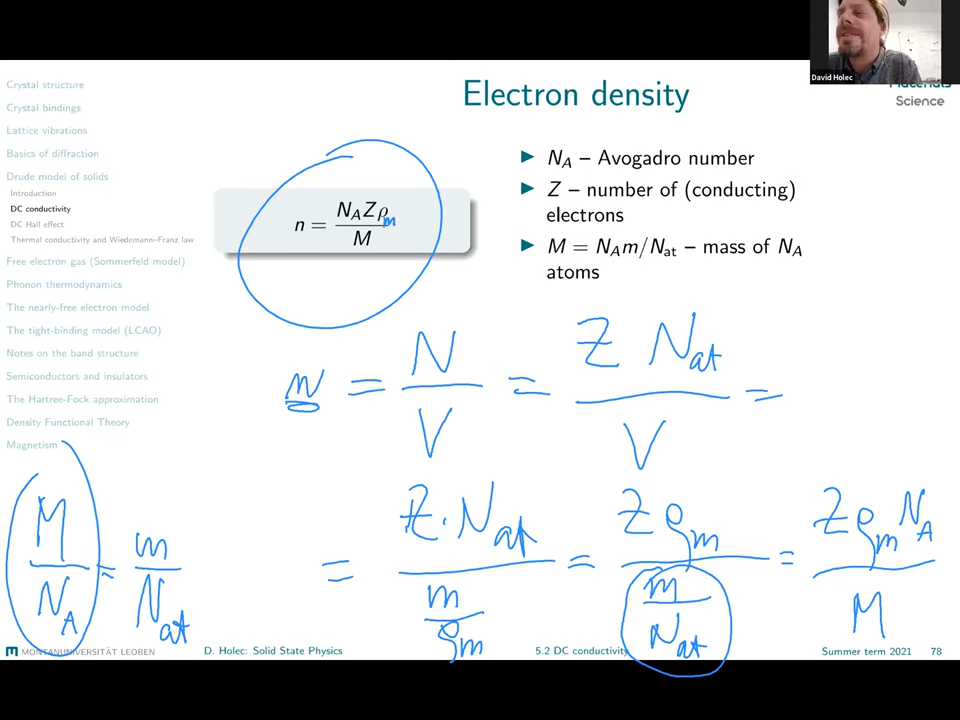 David Holec
Materials
Science
Electron density
Crystal structure
Crystal bindings
Lattice vibrations
Basics of diffraction
Drude model of solids
Introduction
DC conductivity
DC Hall effect
Thermal conductivity and Wiedemann–Franz law
Free electron gas (Sommerfeld model)
Phonon thermodynamics
The nearly-free electron model
The tight-binding model (LCAO)
Notes on the band structure
Semiconductors and insulators
The Hartree-Fock approximation
Density Functional Theory
Magnetism
n = N_A Z ρ_m / M
▶ N_A – Avogadro number
▶ Z – number of (conducting)
electrons
▶ M = N_A m/N_at – mass of N_A
atoms
n = N / V = Z N_at / V =
M / N_A = m / N_at
= Z · N_at / (m / ρ_m) = Z ρ_m / (m / N_at) = Z ρ_m N_A / M
MONTANUNIVERSITÄT LEOBEN
D. Holec: Solid State Physics
5.2 DC conductivity
Summer term 2021 78